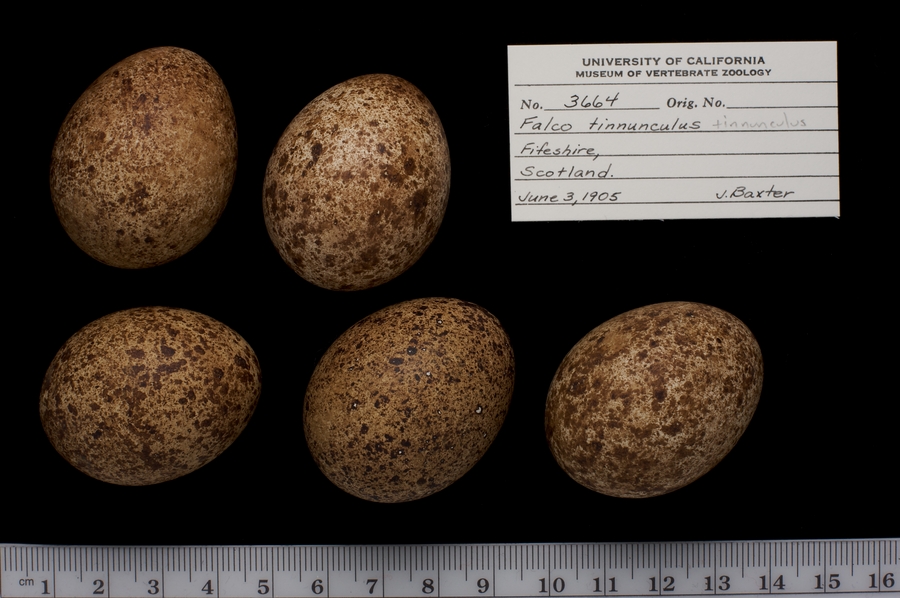 UNIVERSITY OF CALIFORNIA
MUSEUM OF VERTEBRATE ZOOLOGY
No. 3664 Orig. No.
Falco tinnunculus tinnunculus
Fifeshire,
Scotland.
June 3, 1905 J. Baxter
cm 1 2 3 4 5 6 7 8 9 10 11 12 13 14 15 16